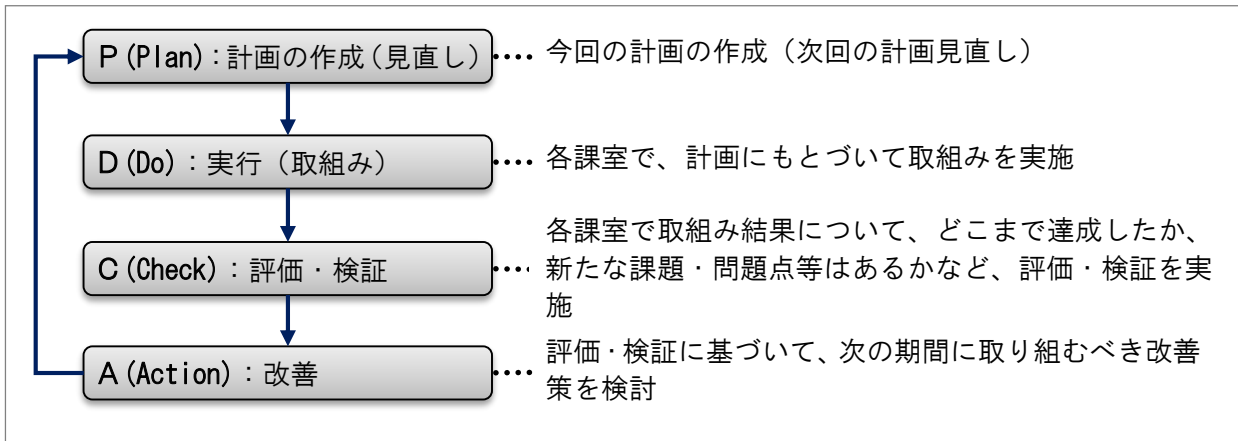 P(Plan)：計画の作成（見直し）
今回の計画の作成（次回の計画見直し）
D(Do)：実行（取組み）
各課室で、計画にもとづいて取組みを実施
C(Check)：評価・検証
各課室で取組み結果について、どこまで達成したか、
新たな課題・問題点等はあるかなど、評価・検証を実
施
A(Action)：改善
評価・検証に基づいて、次の期間に取り組むべき改善
策を検討